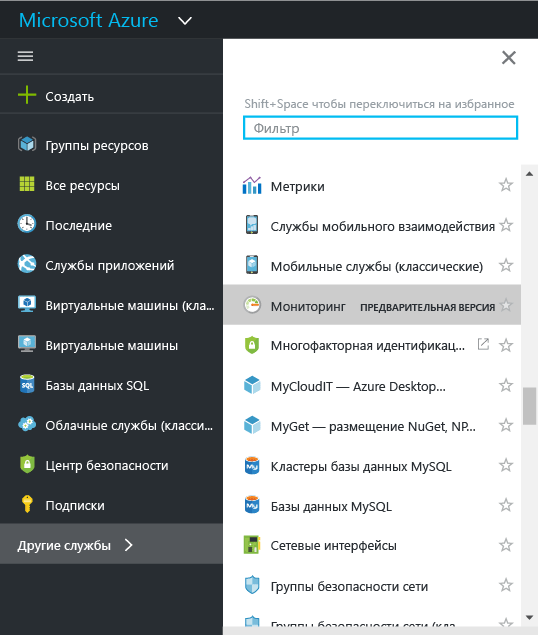 Microsoft Azure
Создать
Группы ресурсов
Все ресурсы
Последние
Службы приложений
Виртуальные машины (кла...
Виртуальные машины
Базы данных SQL
Облачные службы (класси...
Центр безопасности
Подписки
Другие службы
Shift+Space чтобы переключиться на избранное
Фильтр
Метрики
Службы мобильного взаимодействия
Мобильные службы (классические)
Мониторинг ПРЕДВАРИТЕЛЬНАЯ ВЕРСИЯ
Многофакторная идентификац...
MyCloudIT — Azure Desktop...
MyGet — размещение NuGet, NP...
Кластеры базы данных MySQL
Базы данных MySQL
Сетевые интерфейсы
Группы безопасности сети
Группы безопасности сети (кла...